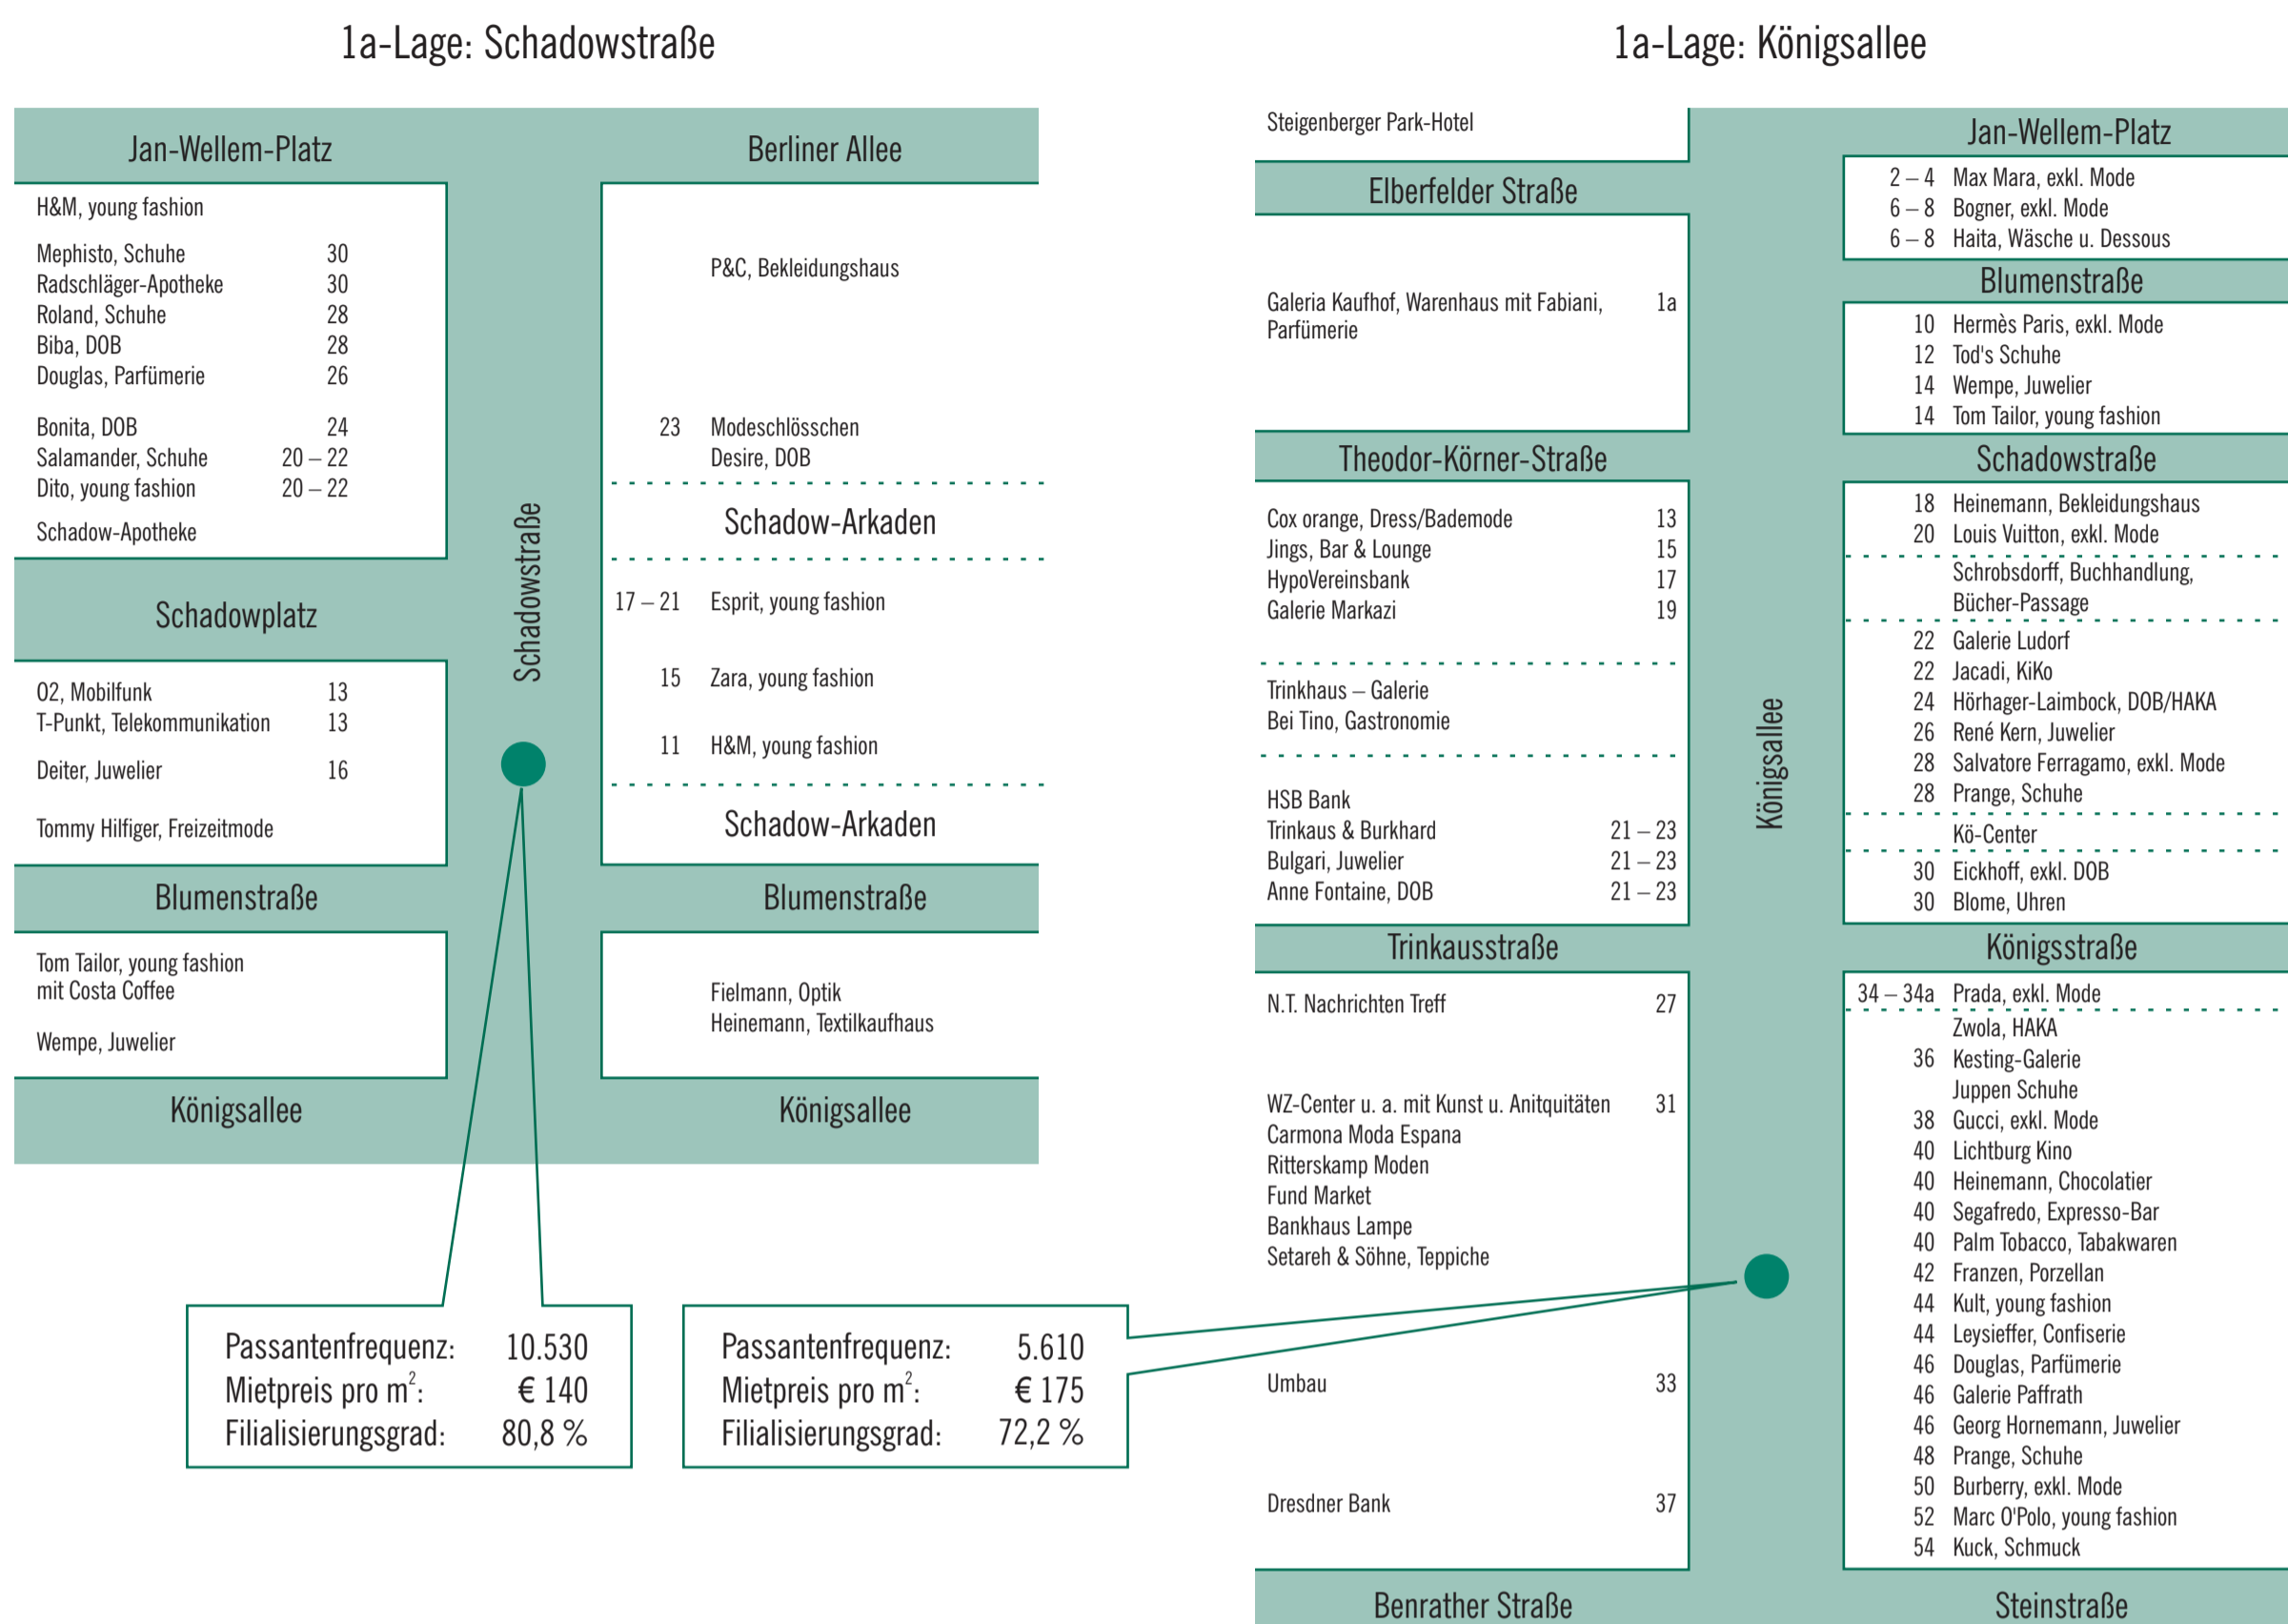 1a-Lage: Schadowstraße
Jan-Wellem-Platz
H&M, young fashion
Mephisto, Schuhe 30
Radschläger-Apotheke 30
Roland, Schuhe 28
Biba, DOB 28
Douglas, Parfümerie 26
Bonita, DOB 24
Salamander, Schuhe 20 – 22
Dito, young fashion 20 – 22
Schadow-Apotheke
Schadowplatz
O2, Mobilfunk 13
T-Punkt, Telekommunikation 13
Deiter, Juwelier 16
Tommy Hilfiger, Freizeitmode
Blumenstraße
Tom Tailor, young fashion
mit Costa Coffee
Wempe, Juwelier
Königsallee
Schadowstraße
Berliner Allee
P&C, Bekleidungshaus
23 Modeschlösschen
Desire, DOB
Schadow-Arkaden
17 – 21 Esprit, young fashion
15 Zara, young fashion
11 H&M, young fashion
Schadow-Arkaden
Blumenstraße
Fielmann, Optik
Heinemann, Textilkaufhaus
Königsallee
Passantenfrequenz: 10.530
Mietpreis pro m²: € 140
Filialisierungsgrad: 80,8 %
Passantenfrequenz: 5.610
Mietpreis pro m²: € 175
Filialisierungsgrad: 72,2 %
1a-Lage: Königsallee
Steigenberger Park-Hotel
Elberfelder Straße
Galeria Kaufhof, Warenhaus mit Fabiani, 1a
Parfümerie
Theodor-Körner-Straße
Cox orange, Dress/Bademode 13
Jings, Bar & Lounge 15
HypoVereinsbank 17
Galerie Markazi 19
Trinkhaus – Galerie
Bei Tino, Gastronomie
HSB Bank
Trinkaus & Burkhard 21 – 23
Bulgari, Juwelier 21 – 23
Anne Fontaine, DOB 21 – 23
Trinkausstraße
N.T. Nachrichten Treff 27
WZ-Center u. a. mit Kunst u. Anitquitäten 31
Carmona Moda Espana
Ritterskamp Moden
Fund Market
Bankhaus Lampe
Setareh & Söhne, Teppiche
Umbau 33
Dresdner Bank 37
Benrather Straße
Königsallee
Jan-Wellem-Platz
2 – 4 Max Mara, exkl. Mode
6 – 8 Bogner, exkl. Mode
6 – 8 Haita, Wäsche u. Dessous
Blumenstraße
10 Hermès Paris, exkl. Mode
12 Tod's Schuhe
14 Wempe, Juwelier
14 Tom Tailor, young fashion
Schadowstraße
18 Heinemann, Bekleidungshaus
20 Louis Vuitton, exkl. Mode
Schrobsdorff, Buchhandlung,
Bücher-Passage
22 Galerie Ludorf
22 Jacadi, KiKo
24 Hörhager-Laimbock, DOB/HAKA
26 René Kern, Juwelier
28 Salvatore Ferragamo, exkl. Mode
28 Prange, Schuhe
Kö-Center
30 Eickhoff, exkl. DOB
30 Blome, Uhren
Königsstraße
34 – 34a Prada, exkl. Mode
Zwola, HAKA
36 Kesting-Galerie
Juppen Schuhe
38 Gucci, exkl. Mode
40 Lichtburg Kino
40 Heinemann, Chocolatier
40 Segafredo, Expresso-Bar
40 Palm Tobacco, Tabakwaren
42 Franzen, Porzellan
44 Kult, young fashion
44 Leysieffer, Confiserie
46 Douglas, Parfümerie
46 Galerie Paffrath
46 Georg Hornemann, Juwelier
48 Prange, Schuhe
50 Burberry, exkl. Mode
52 Marc O'Polo, young fashion
54 Kuck, Schmuck
Steinstraße